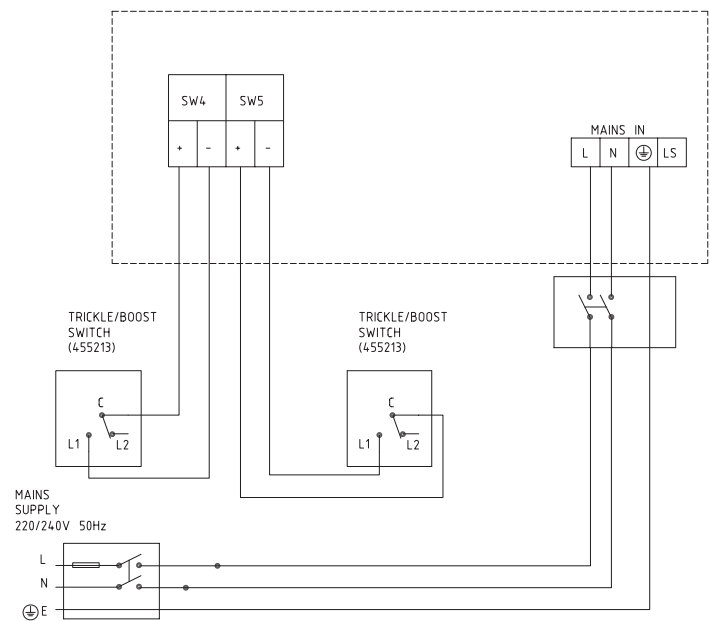 SW4 SW5
+ - + -
MAINS IN
L N LS
TRICKLE/BOOST
SWITCH
(455213)
C
L1 L2
TRICKLE/BOOST
SWITCH
(455213)
C
L1 L2
MAINS
SUPPLY
220/240V 50Hz
L
N
E